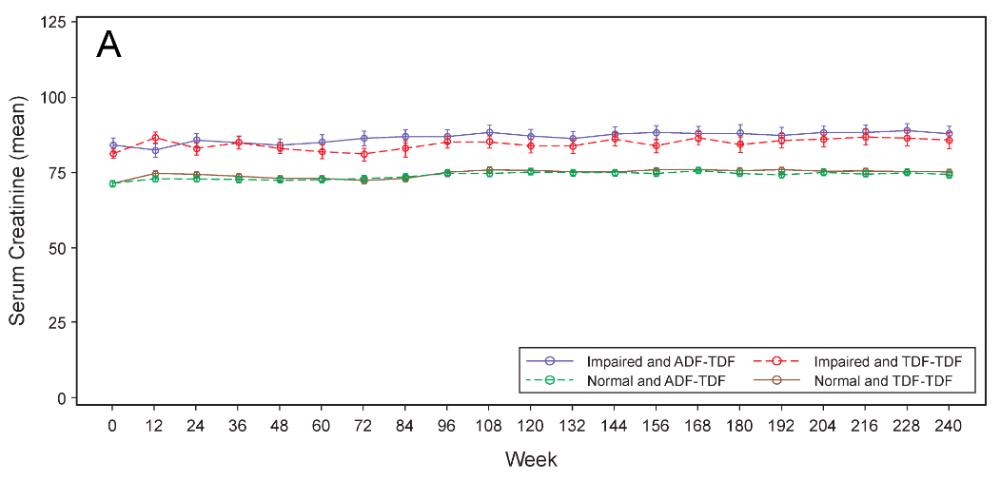 A
125
100
75
50
25
0
Serum Creatinine (mean)
Impaired and ADF-TDF Impaired and TDF-TDF
Normal and ADF-TDF Normal and TDF-TDF
0 12 24 36 48 60 72 84 96 108 120 132 144 156 168 180 192 204 216 228 240
Week